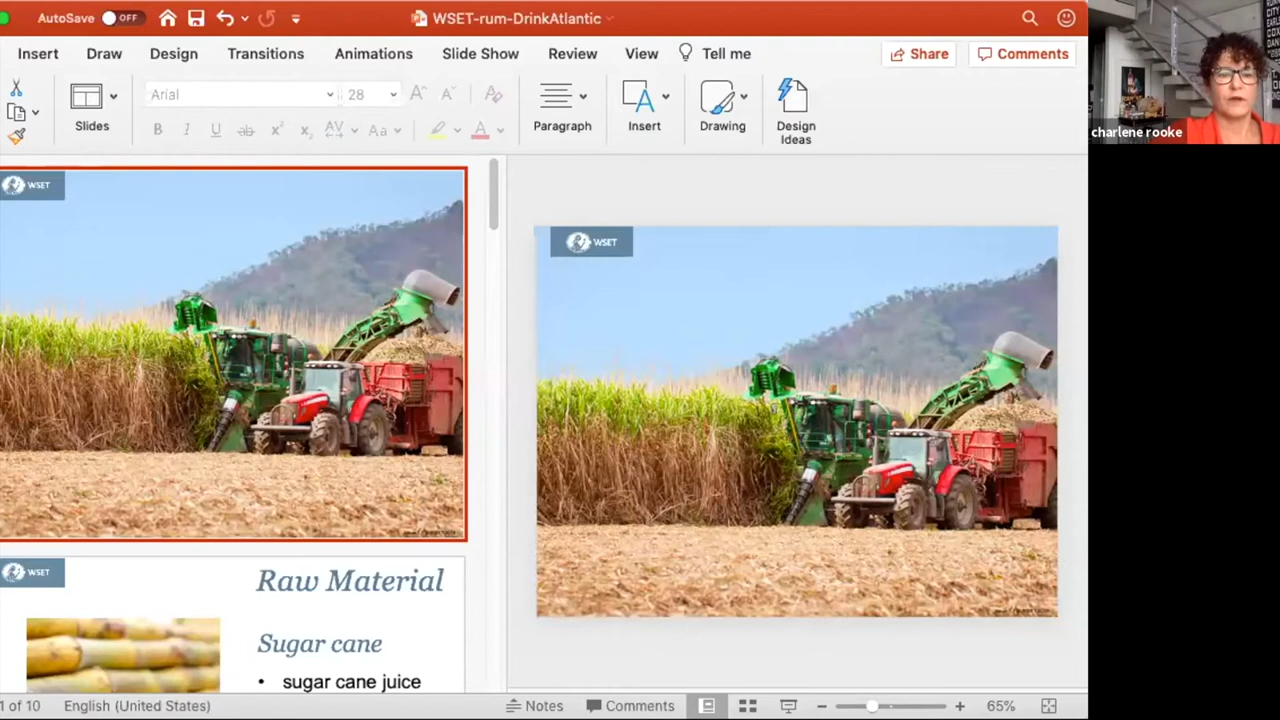 AutoSave OFF
WSET-rum-DrinkAtlantic
Insert Draw Design Transitions Animations Slide Show Review View Tell me
Share Comments
Arial 28
Slides
Paragraph
Insert
Drawing
Design
Ideas
charlene rooke
WSET
WSET
WSET
Raw Material
Sugar cane
• sugar cane juice
1 of 10 English (United States) Notes Comments 65%